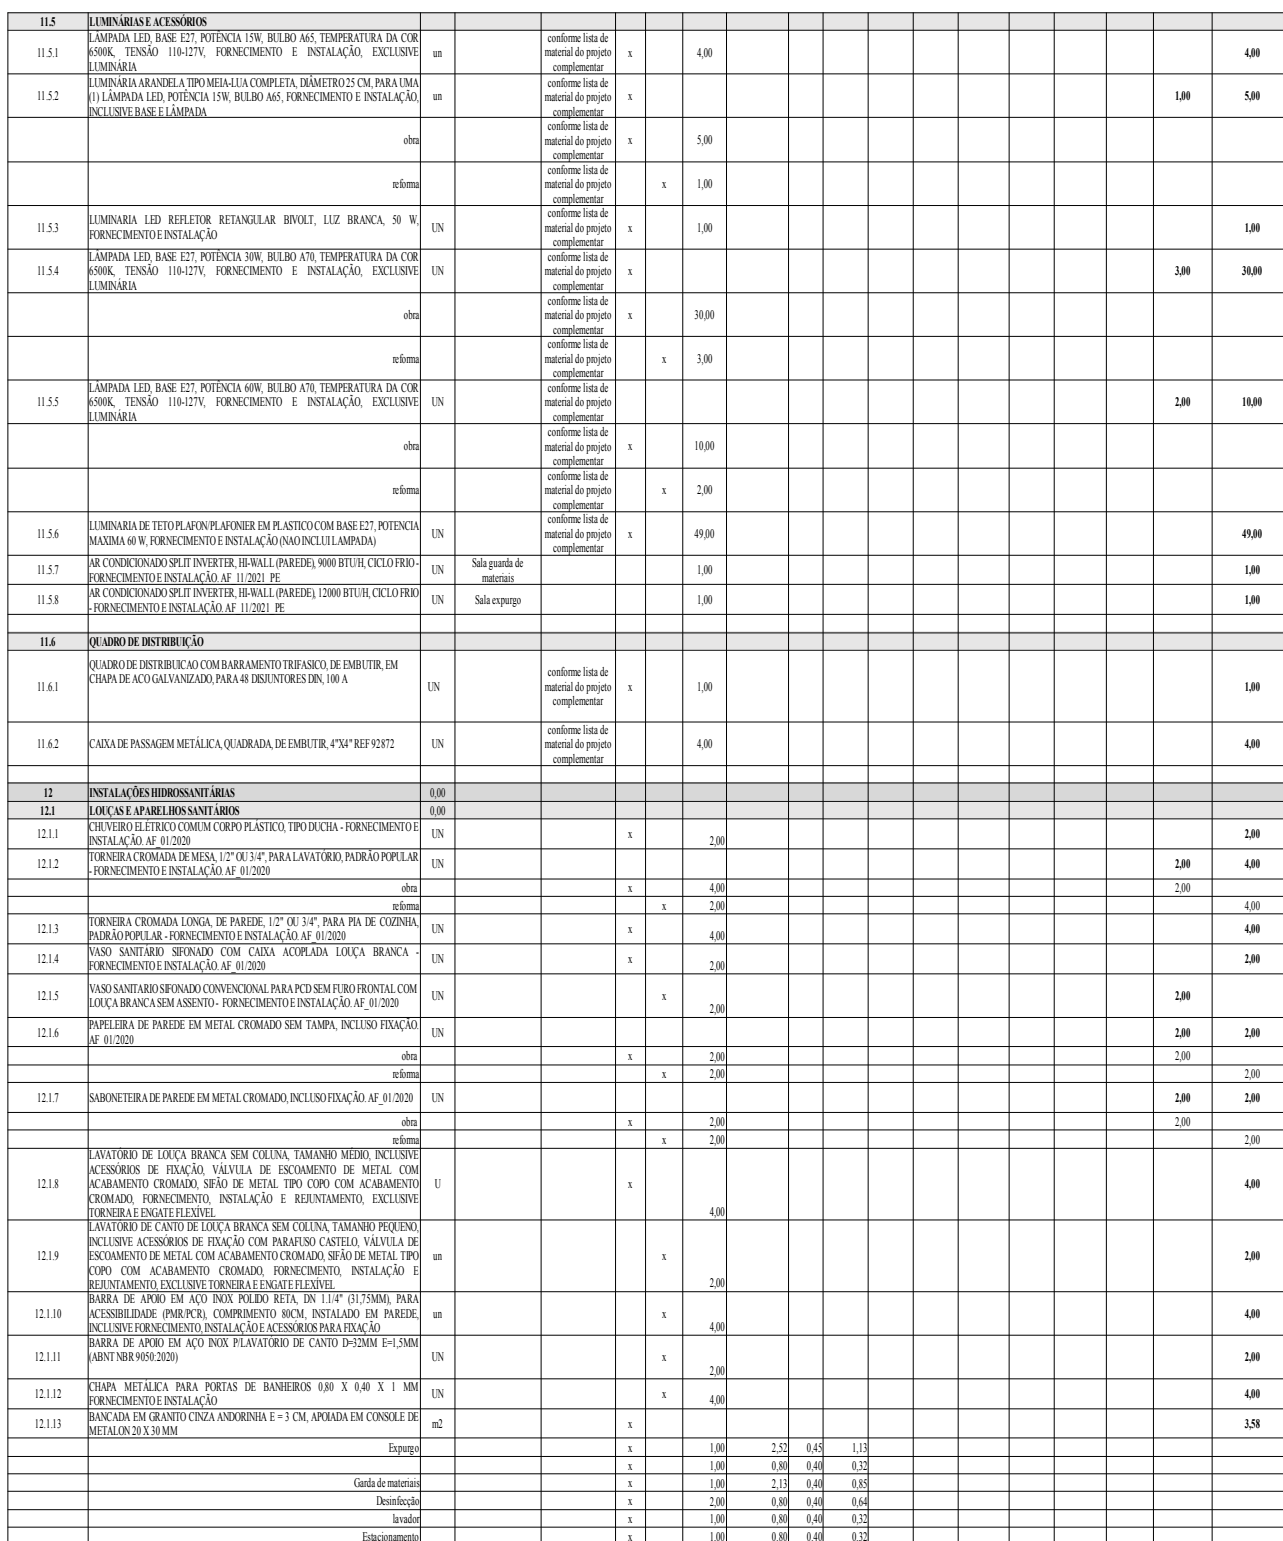 11.5 LUMINÁRIAS E ACESSÓRIOS
LÂMPADA LED, BASE E27, POTÊNCIA 15W, BULBO A65, TEMPERATURA DA COR conforme lista de
11.5.1 6500K, TENSÃO 110-127V, FORNECIMENTO E INSTALAÇÃO, EXCLUSIVE un material do projeto x 4,00 4,00
LUMINÁRIA complementar
LUMINÁRIA ARANDELA TIPO MEIA-LUA COMPLETA, DIÂMETRO 25 CM, PARA UMA conforme lista de
11.5.2 (1) LÂMPADA LED, POTÊNCIA 15W, BULBO A65, FORNECIMENTO E INSTALAÇÃO, un material do projeto x 1,00 5,00
INCLUSIVE BASE E LÂMPADA complementar
conforme lista de
obra material do projeto x 5,00
complementar
conforme lista de
reforma material do projeto x 1,00
complementar
conforme lista de
11.5.3 LUMINARIA LED REFLETOR RETANGULAR BIVOLT, LUZ BRANCA, 50 W, UN material do projeto x 1,00 1,00
FORNECIMENTO E INSTALAÇÃO complementar
LÂMPADA LED, BASE E27, POTÊNCIA 30W, BULBO A70, TEMPERATURA DA COR conforme lista de
11.5.4 6500K, TENSÃO 110-127V, FORNECIMENTO E INSTALAÇÃO, EXCLUSIVE UN material do projeto x 3,00 30,00
LUMINÁRIA complementar
conforme lista de
obra material do projeto x 30,00
complementar
conforme lista de
reforma material do projeto x 3,00
complementar
LÂMPADA LED, BASE E27, POTÊNCIA 60W, BULBO A70, TEMPERATURA DA COR conforme lista de
11.5.5 6500K, TENSÃO 110-127V, FORNECIMENTO E INSTALAÇÃO, EXCLUSIVE UN material do projeto 2,00 10,00
LUMINÁRIA complementar
conforme lista de
obra material do projeto x 10,00
complementar
conforme lista de
reforma material do projeto x 2,00
complementar
conforme lista de
11.5.6 LUMINARIA DE TETO PLAFON/PLAFONIER EM PLASTICO COM BASE E27, POTENCIA UN material do projeto x 49,00 49,00
MAXIMA 60 W, FORNECIMENTO E INSTALAÇÃO (NAO INCLUI LAMPADA) complementar
11.5.7 AR CONDICIONADO SPLIT INVERTER, HI-WALL (PAREDE), 9000 BTU/H, CICLO FRIO - UN Sala guarda de 1,00 1,00
FORNECIMENTO E INSTALAÇÃO. AF_11/2021_PE materiais
11.5.8 AR CONDICIONADO SPLIT INVERTER, HI-WALL (PAREDE), 12000 BTU/H, CICLO FRIO UN Sala expurgo 1,00 1,00
- FORNECIMENTO E INSTALAÇÃO. AF_11/2021_PE
11.6 QUADRO DE DISTRIBUIÇÃO
QUADRO DE DISTRIBUICAO COM BARRAMENTO TRIFASICO, DE EMBUTIR, EM conforme lista de
11.6.1 CHAPA DE ACO GALVANIZADO, PARA 48 DISJUNTORES DIN, 100 A UN material do projeto x 1,00 1,00
complementar
conforme lista de
11.6.2 CAIXA DE PASSAGEM METÁLICA, QUADRADA, DE EMBUTIR, 4"X4" REF 92872 UN material do projeto 4,00 4,00
complementar
12 INSTALAÇÕES HIDROSSANITÁRIAS 0,00
12.1 LOUÇAS E APARELHOS SANITÁRIOS 0,00
12.1.1 CHUVEIRO ELÉTRICO COMUM CORPO PLÁSTICO, TIPO DUCHA - FORNECIMENTO E UN x 2,00 2,00
INSTALAÇÃO. AF_01/2020
12.1.2 TORNEIRA CROMADA DE MESA, 1/2" OU 3/4", PARA LAVATÓRIO, PADRÃO POPULAR UN 2,00 4,00
- FORNECIMENTO E INSTALAÇÃO. AF_01/2020
obra x 4,00 2,00
reforma x 2,00 4,00
12.1.3 TORNEIRA CROMADA LONGA, DE PAREDE, 1/2" OU 3/4", PARA PIA DE COZINHA, UN x 4,00 4,00
PADRÃO POPULAR - FORNECIMENTO E INSTALAÇÃO. AF_01/2020
12.1.4 VASO SANITÁRIO SIFONADO COM CAIXA ACOPLADA LOUÇA BRANCA - UN x 2,00 2,00
FORNECIMENTO E INSTALAÇÃO. AF_01/2020
12.1.5 VASO SANITARIO SIFONADO CONVENCIONAL PARA PCD SEM FURO FRONTAL COM UN x 2,00 2,00
LOUÇA BRANCA SEM ASSENTO - FORNECIMENTO E INSTALAÇÃO. AF_01/2020
12.1.6 PAPELEIRA DE PAREDE EM METAL CROMADO SEM TAMPA, INCLUSO FIXAÇÃO. UN 2,00 2,00
AF_01/2020
obra x 2,00 2,00
reforma x 2,00 2,00
12.1.7 SABONETEIRA DE PAREDE EM METAL CROMADO, INCLUSO FIXAÇÃO. AF_01/2020 UN 2,00 2,00
obra x 2,00 2,00
reforma x 2,00 2,00
LAVATÓRIO DE LOUÇA BRANCA SEM COLUNA, TAMANHO MÉDIO, INCLUSIVE
ACESSÓRIOS DE FIXAÇÃO, VÁLVULA DE ESCOAMENTO DE METAL COM
12.1.8 ACABAMENTO CROMADO, SIFÃO DE METAL TIPO COPO COM ACABAMENTO U x 4,00
CROMADO, FORNECIMENTO, INSTALAÇÃO E REJUNTAMENTO, EXCLUSIVE
TORNEIRA E ENGATE FLEXÍVEL 4,00
LAVATÓRIO DE CANTO DE LOUÇA BRANCA SEM COLUNA, TAMANHO PEQUENO,
INCLUSIVE ACESSÓRIOS DE FIXAÇÃO COM PARAFUSO CASTELO, VÁLVULA DE
12.1.9 ESCOAMENTO DE METAL COM ACABAMENTO CROMADO, SIFÃO DE METAL TIPO un x 2,00
COPO COM ACABAMENTO CROMADO, FORNECIMENTO, INSTALAÇÃO E
REJUNTAMENTO, EXCLUSIVE TORNEIRA E ENGATE FLEXÍVEL 2,00
BARRA DE APOIO EM AÇO INOX POLIDO RETA, DN 1.1/4" (31,75MM), PARA
12.1.10 ACESSIBILIDADE (PMR/PCR), COMPRIMENTO 80CM, INSTALADO EM PAREDE, un x 4,00
INCLUSIVE FORNECIMENTO, INSTALAÇÃO E ACESSÓRIOS PARA FIXAÇÃO 4,00
12.1.11 BARRA DE APOIO EM AÇO INOX P/LAVATÓRIO DE CANTO D=32MM E=1,5MM UN x 2,00 2,00
(ABNT NBR 9050:2020)
12.1.12 CHAPA METÁLICA PARA PORTAS DE BANHEIROS 0,80 X 0,40 X 1 MM UN x 4,00 4,00
FORNECIMENTO E INSTALAÇÃO
12.1.13 BANCADA EM GRANITO CINZA ANDORINHA E = 3 CM, APOIADA EM CONSOLE DE m2 x 3,58
METALON 20 X 30 MM
Expurgo x 1,00 2,52 0,45 1,13
x 1,00 0,80 0,40 0,32
Garda de materiais x 1,00 2,13 0,40 0,85
Desinfecção x 2,00 0,80 0,40 0,64
lavador x 1,00 0,80 0,40 0,32
Estacionamento x 1,00 0,80 0,40 0,32